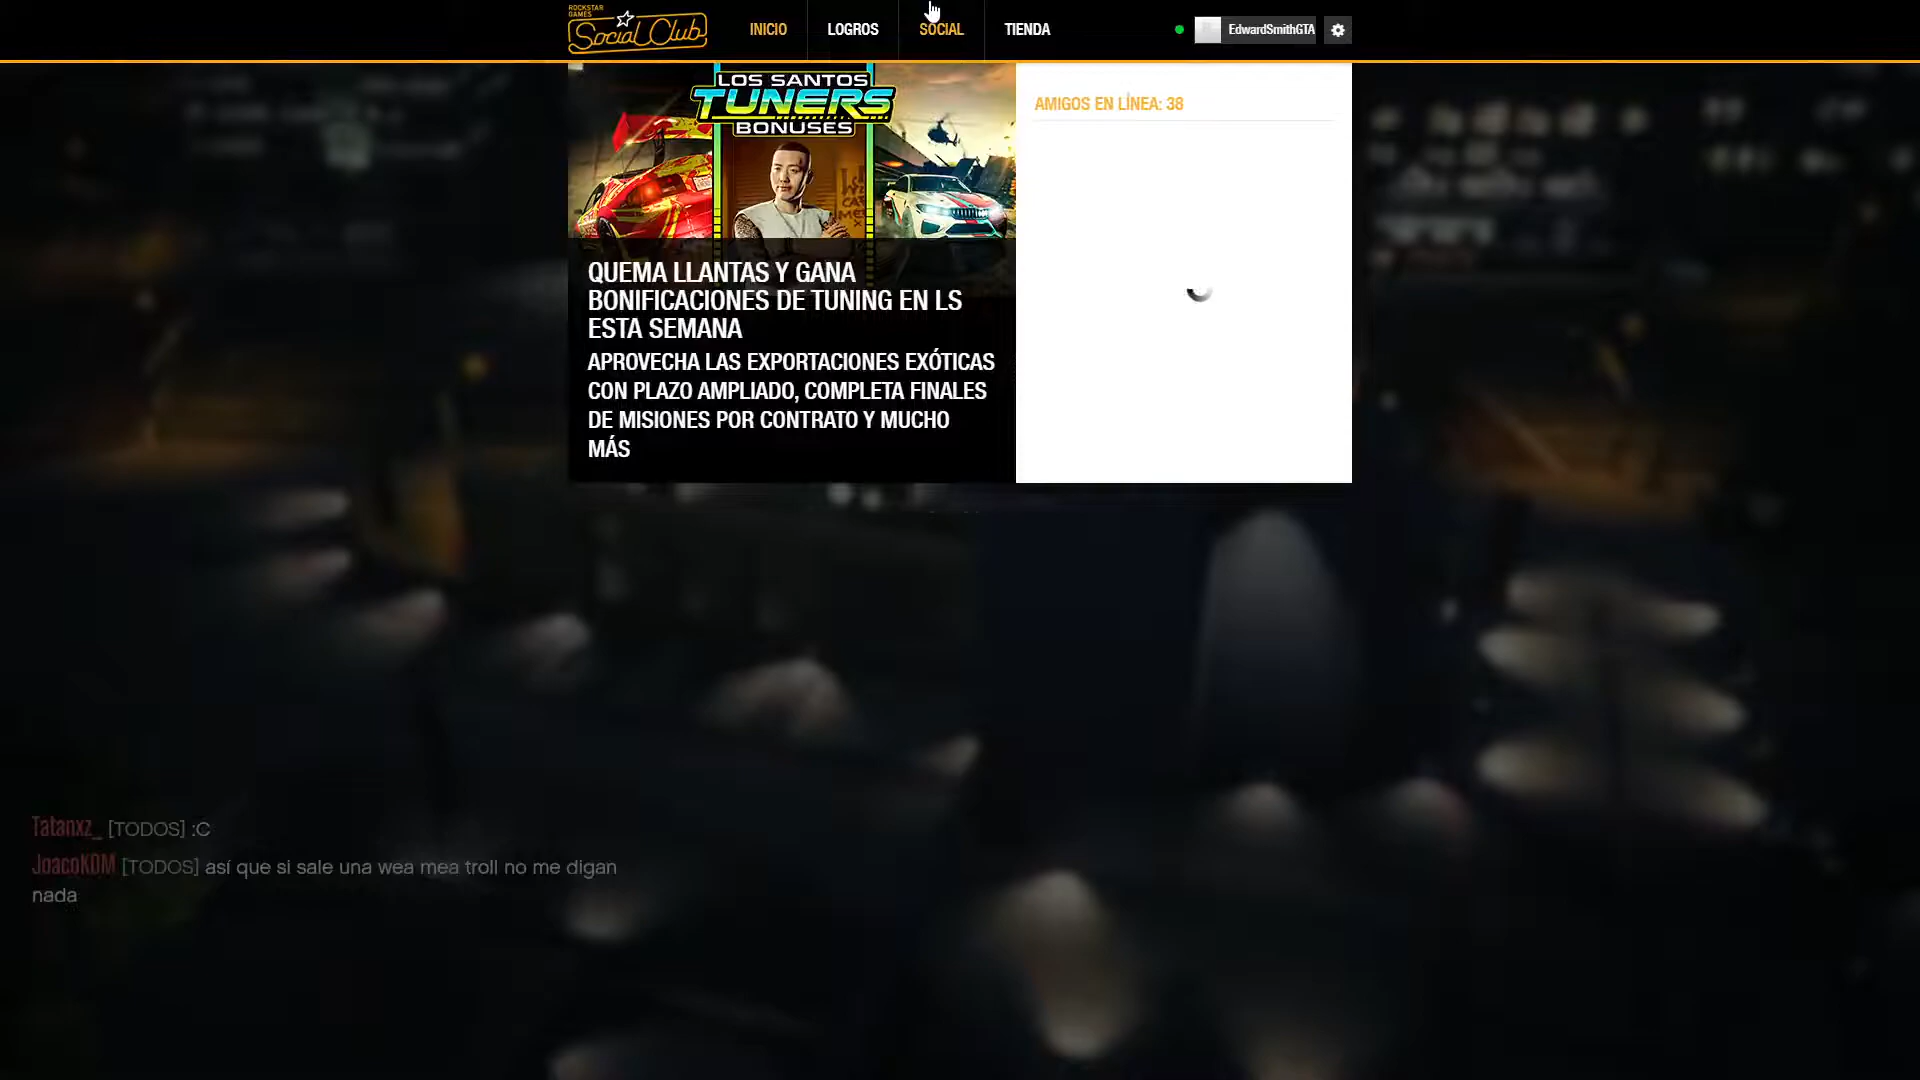 ROCKSTAR
GAMES
Social Club
INICIO
LOGROS
SOCIAL
TIENDA
EdwardSmithGTA
LOS SANTOS
TUNERS
BONUSES
QUEMA LLANTAS Y GANA
BONIFICACIONES DE TUNING EN LS
ESTA SEMANA
APROVECHA LAS EXPORTACIONES EXÓTICAS
CON PLAZO AMPLIADO, COMPLETA FINALES
DE MISIONES POR CONTRATO Y MUCHO
MÁS
AMIGOS EN LÍNEA: 38
Tatanxz_ [TODOS] :C
JoacoKOM [TODOS] así que si sale una wea mea troll no me digan
nada